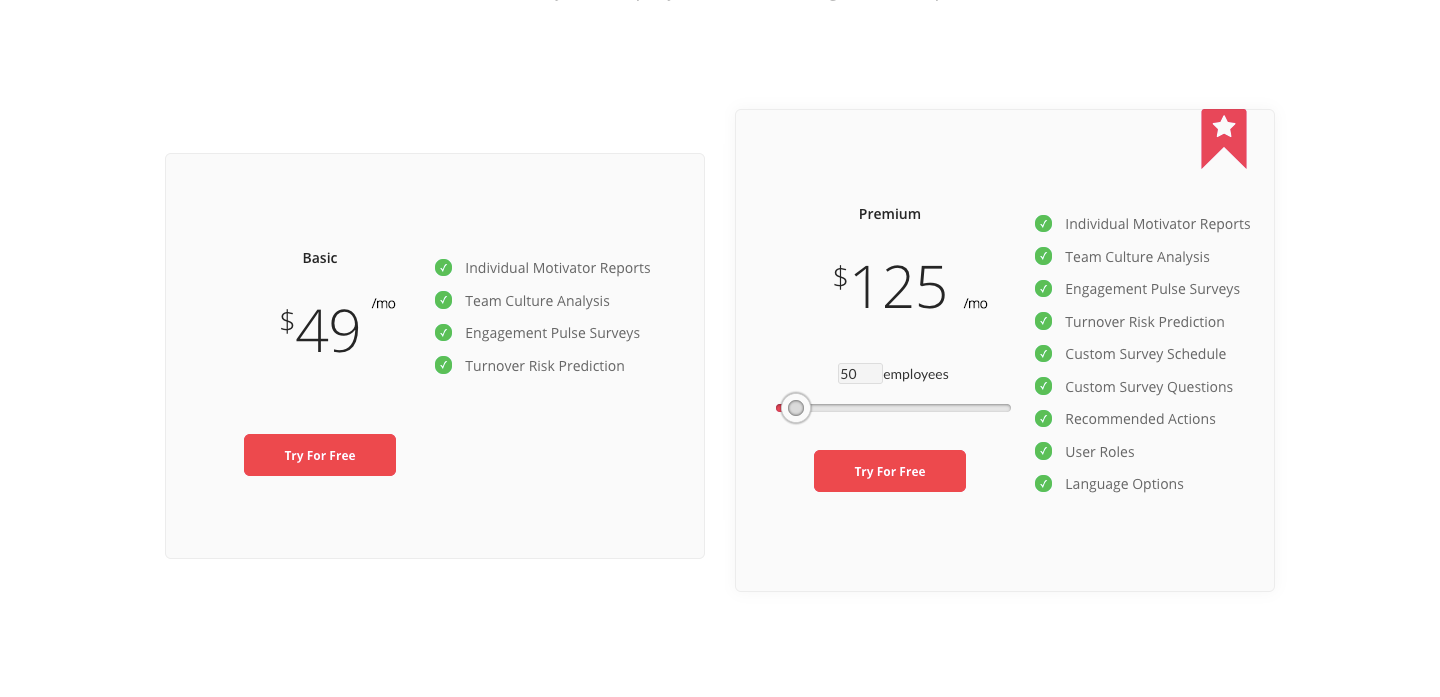 Basic
$49 /mo
Try For Free
Individual Motivator Reports
Team Culture Analysis
Engagement Pulse Surveys
Turnover Risk Prediction
Premium
$125 /mo
50 employees
Try For Free
Individual Motivator Reports
Team Culture Analysis
Engagement Pulse Surveys
Turnover Risk Prediction
Custom Survey Schedule
Custom Survey Questions
Recommended Actions
User Roles
Language Options